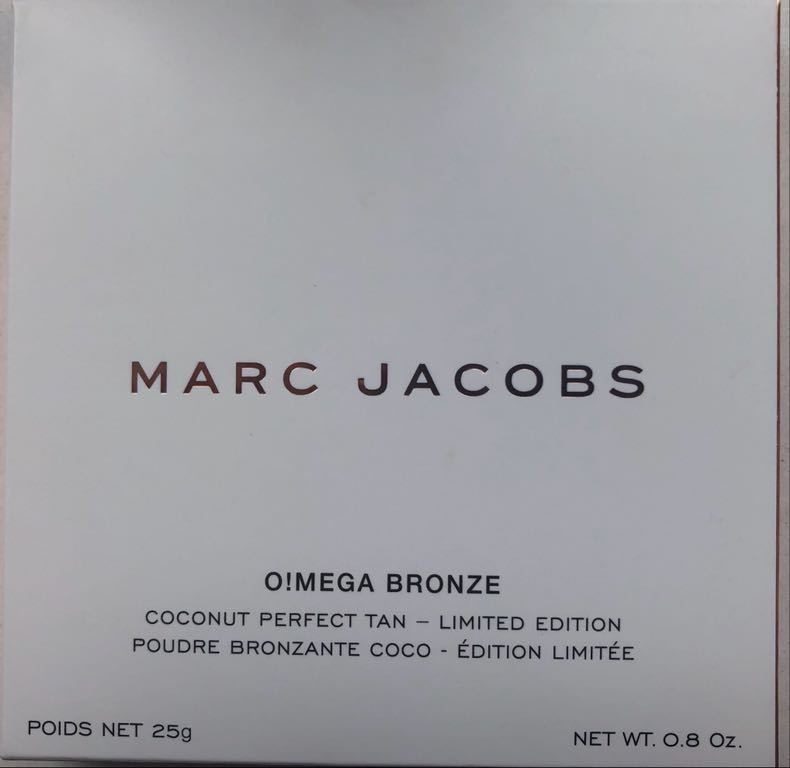 MARC JACOBS
O!MEGA BRONZE
COCONUT PERFECT TAN – LIMITED EDITION
POUDRE BRONZANTE COCO - ÉDITION LIMITÉE
POIDS NET 25g
NET WT. 0.8 Oz.